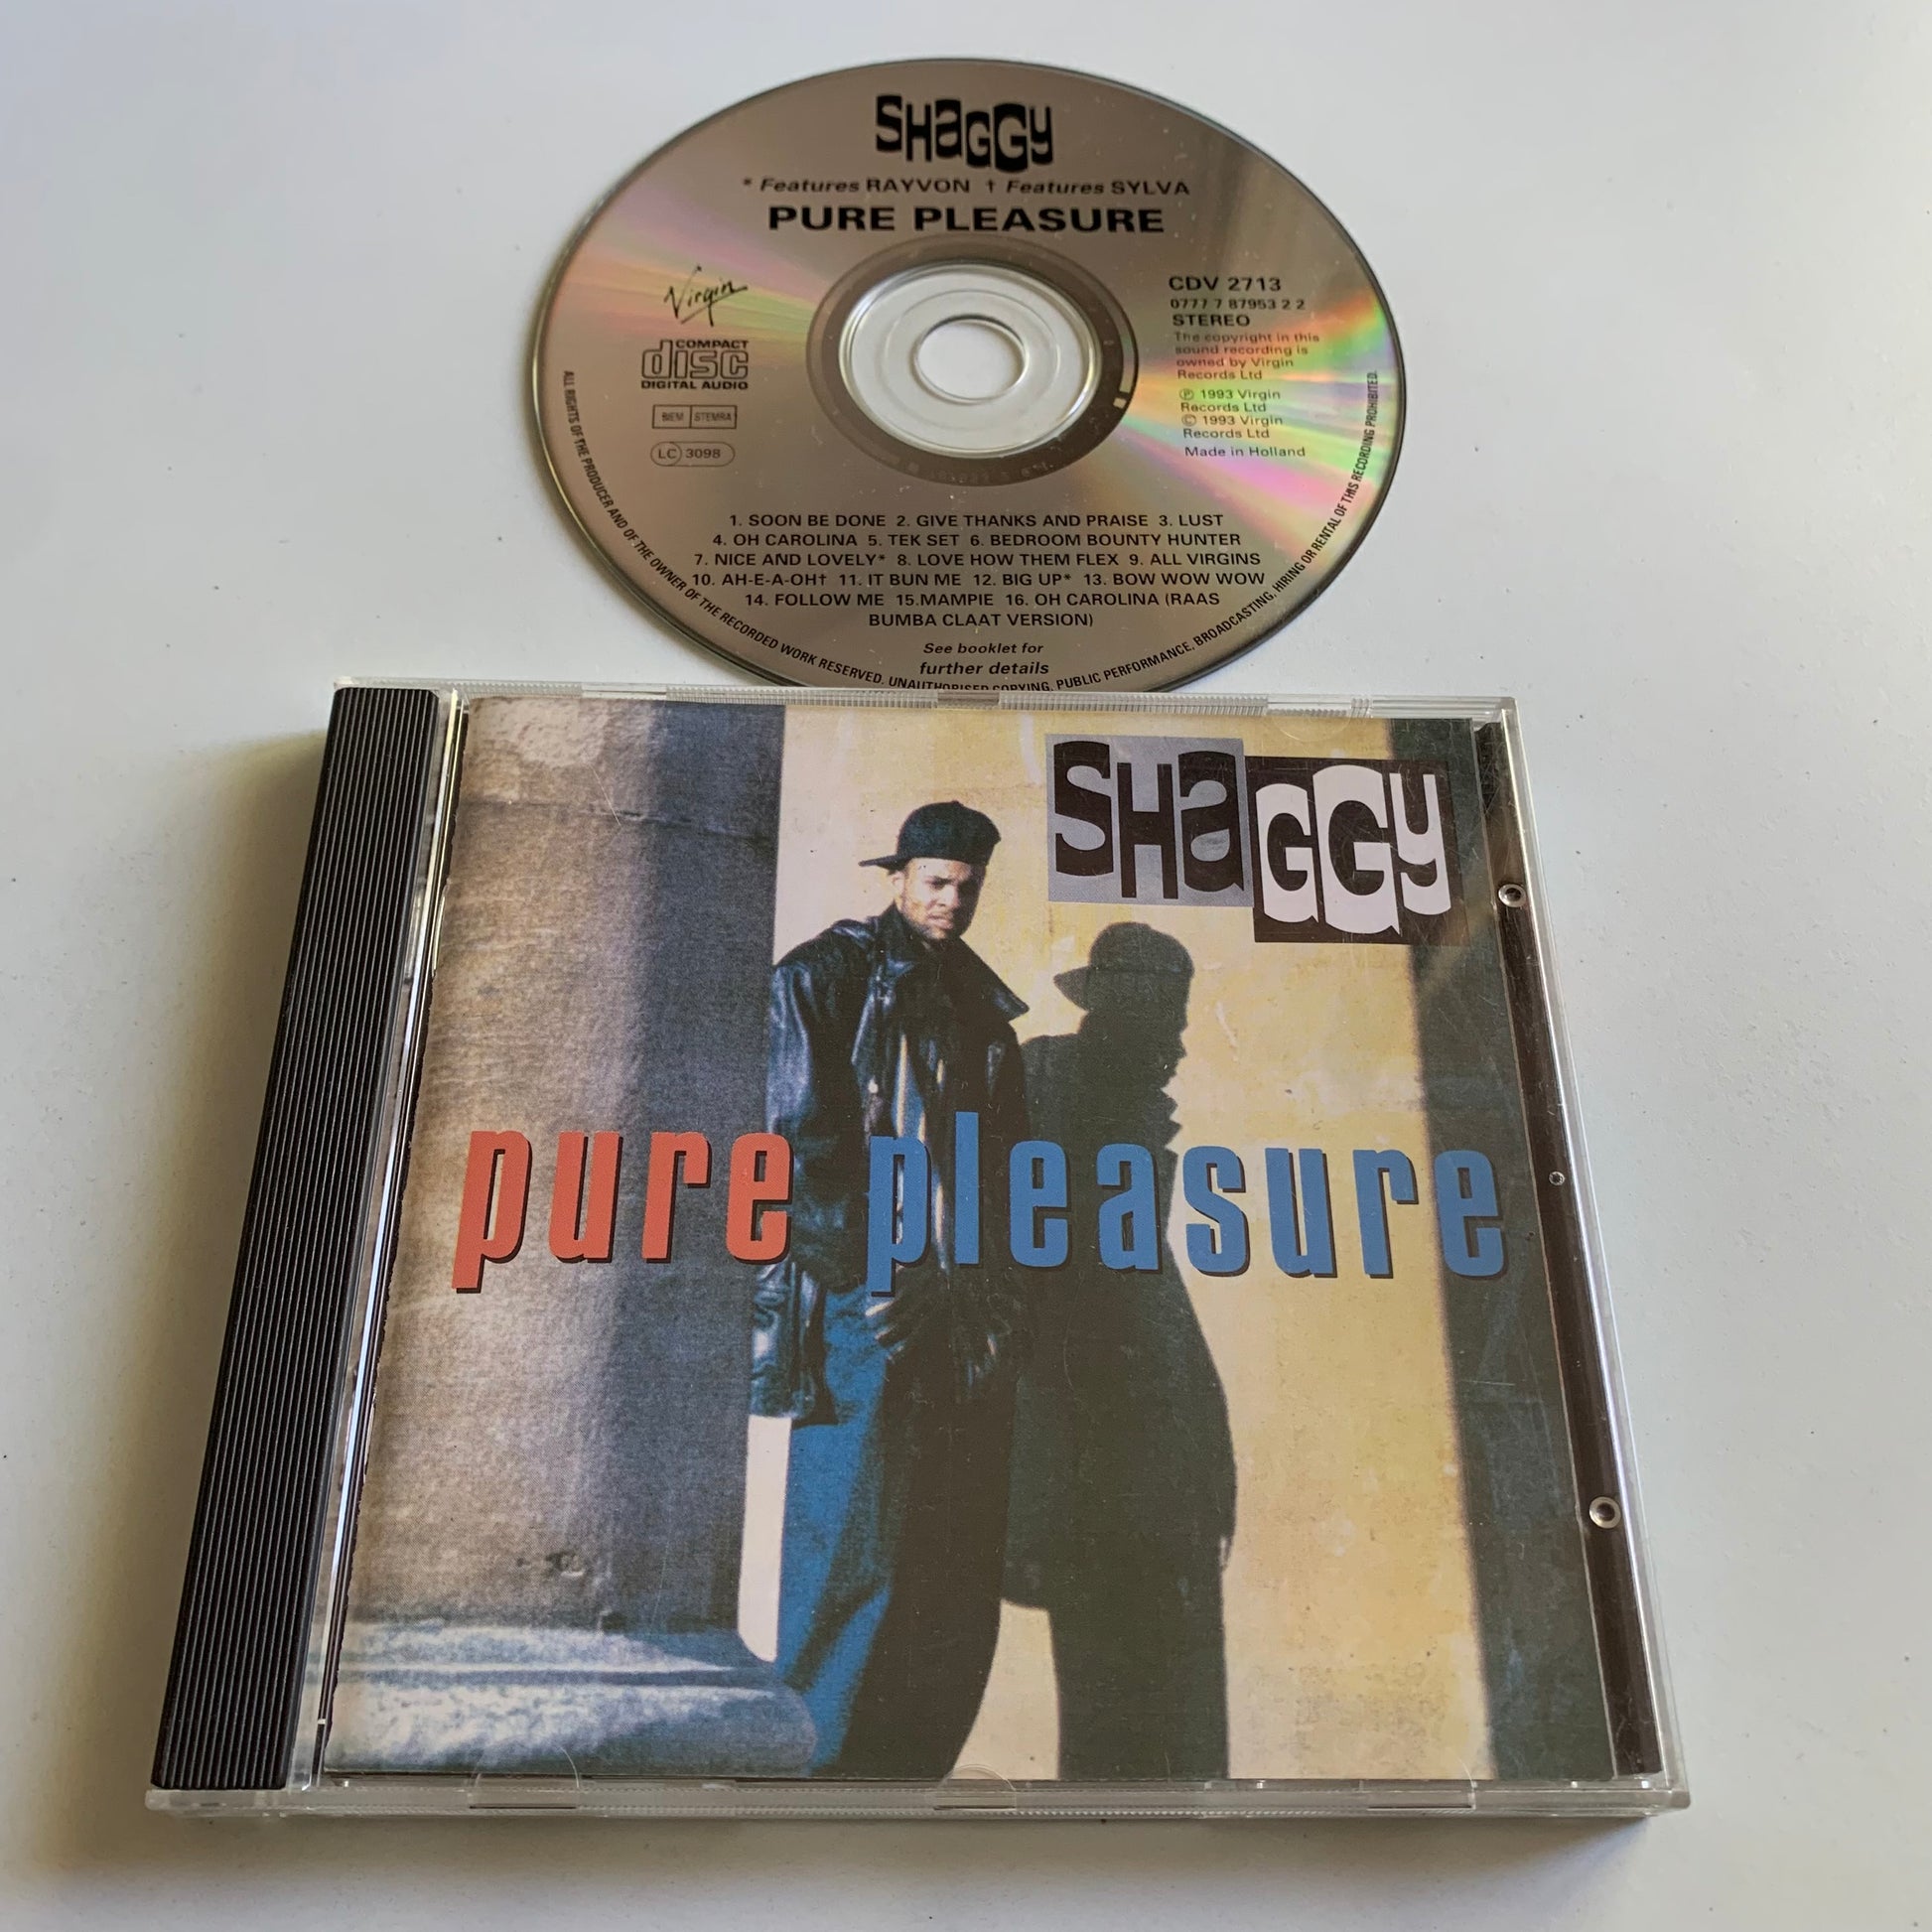 SHaGGy
* Features RAYVON † Features SYLVA
PURE PLEASURE
Virgin
COMPACT
disc
DIGITAL AUDIO
BIEM STEMRA
LC 3098
CDV 2713
0777 7 87953 2 2
STEREO
The copyright in this
sound recording is
owned by Virgin
Records Ltd
℗ 1993 Virgin
Records Ltd
© 1993 Virgin
Records Ltd
Made in Holland
1. SOON BE DONE 2. GIVE THANKS AND PRAISE 3. LUST
4. OH CAROLINA 5. TEK SET 6. BEDROOM BOUNTY HUNTER
7. NICE AND LOVELY* 8. LOVE HOW THEM FLEX 9. ALL VIRGINS
10. AH-E-A-OH† 11. IT BUN ME 12. BIG UP* 13. BOW WOW WOW
14. FOLLOW ME 15.MAMPIE 16. OH CAROLINA (RAAS
BUMBA CLAAT VERSION)
See booklet for
further details
ALL RIGHTS OF THE PRODUCER AND OF THE OWNER OF THE RECORDED WORK RESERVED. UNAUTHORISED COPYING, PUBLIC PERFORMANCE, BROADCASTING, HIRING OR RENTAL OF THIS RECORDING PROHIBITED.
SHaGGy
pure pleasure